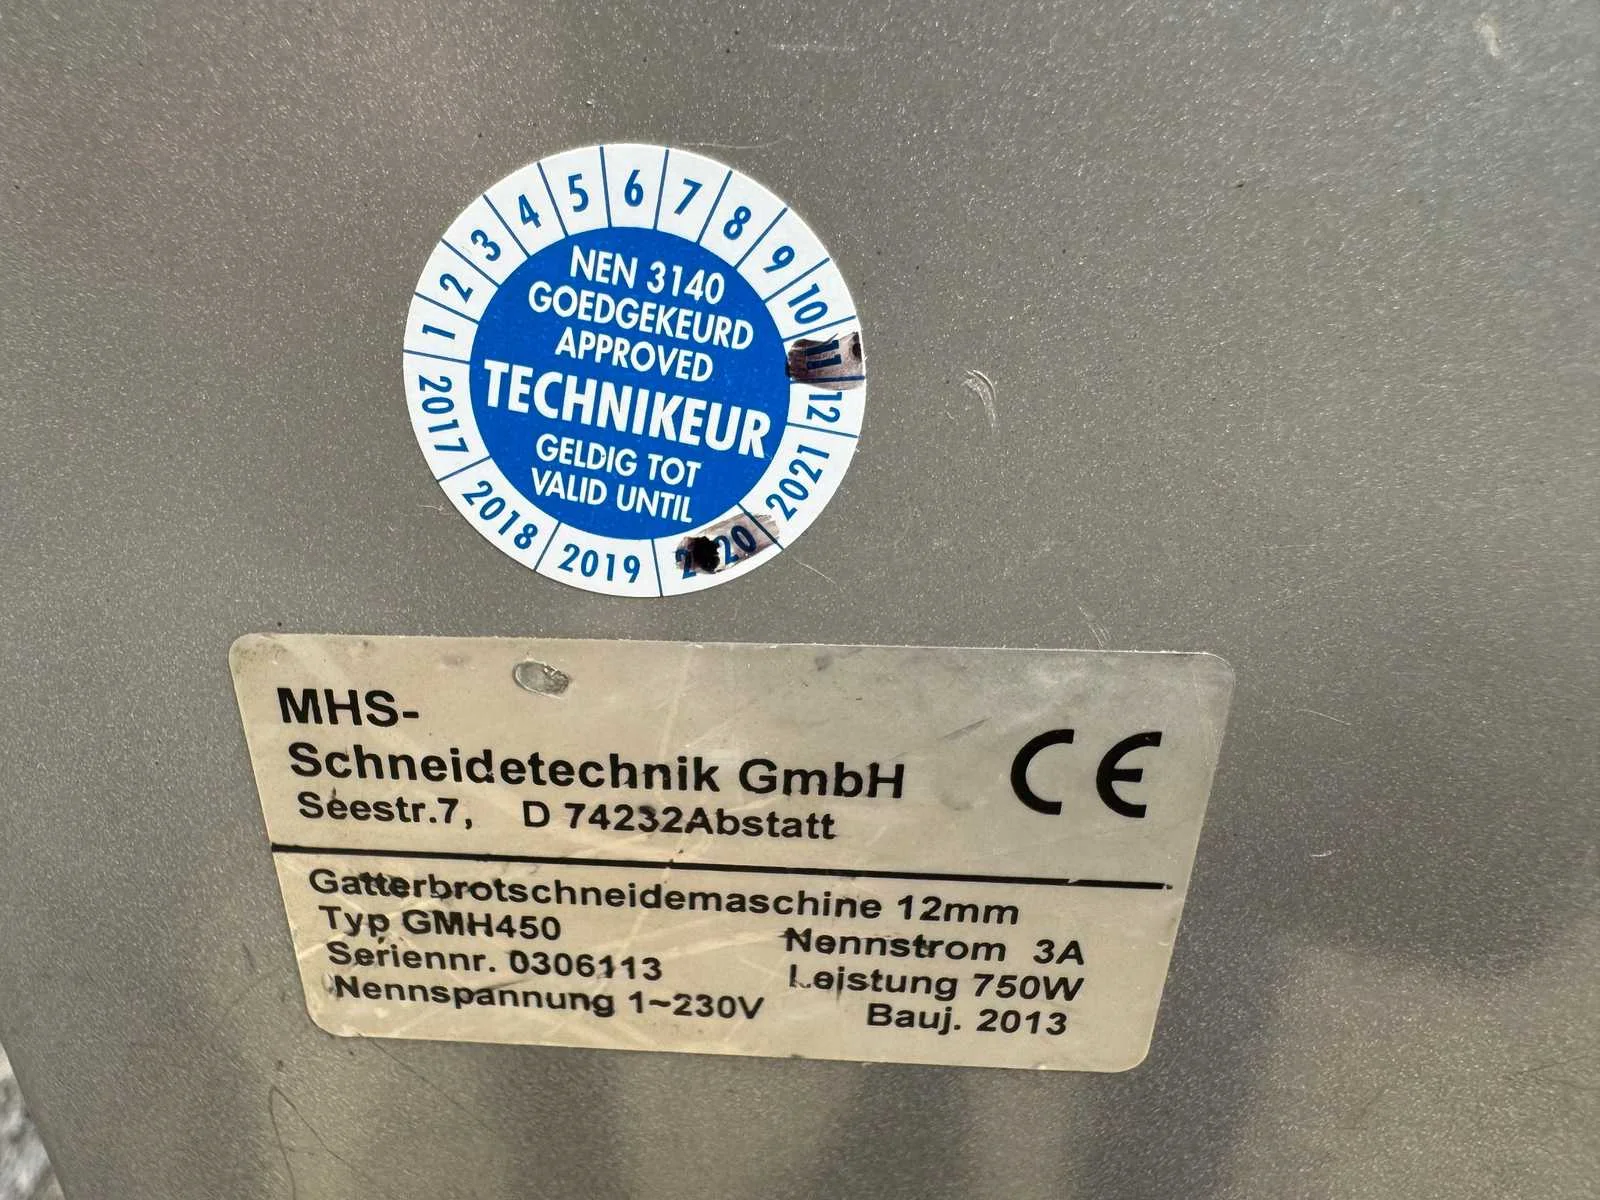 1 2 3 4 5 6 7 8 9 10 11 12
2017 2018 2019 2020 2021
NEN 3140
GOEDGEKEURD
APPROVED
TECHNIKEUR
GELDIG TOT
VALID UNTIL
MHS-
Schneidetechnik GmbH
Seestr.7, D 74232Abstatt
CE
Gatterbrotschneidemaschine 12mm
Typ GMH450
Nennstrom 3A
Seriennr. 0306113
Leistung 750W
Nennspannung 1~230V
Bauj. 2013